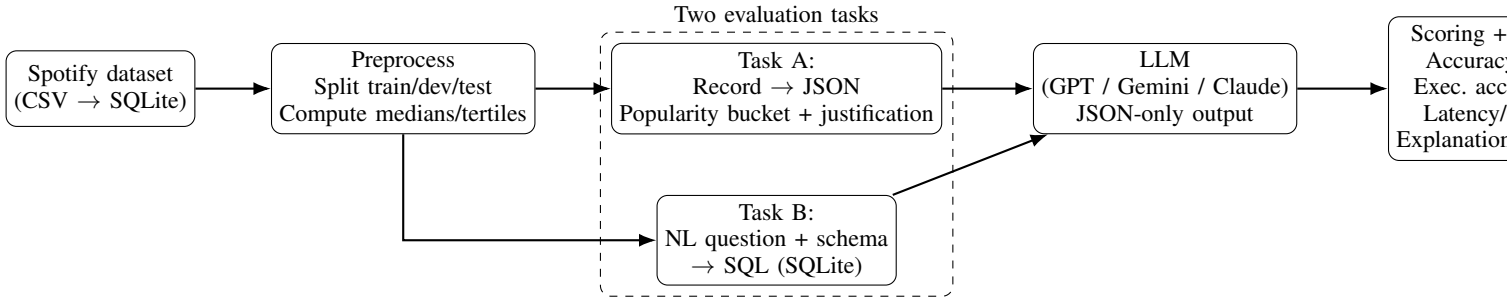 Two evaluation tasks
Spotify dataset
(CSV → SQLite)
Preprocess
Split train/dev/test
Compute medians/tertiles
Task A:
Record → JSON
Popularity bucket + justification
Task B:
NL question + schema
→ SQL (SQLite)
LLM
(GPT / Gemini / Claude)
JSON-only output
Scoring +
Accuracy
Exec. acc
Latency/
Explanation